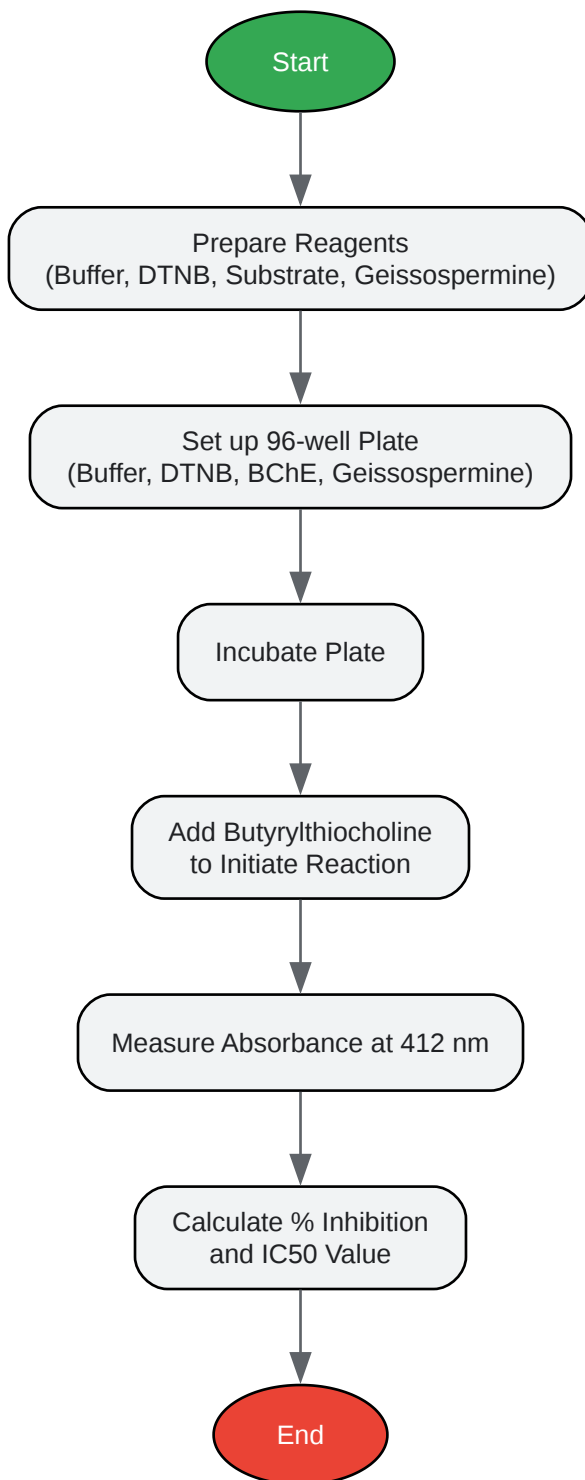 Start
Prepare Reagents
(Buffer, DTNB, Substrate, Geissospermine)
Set up 96-well Plate
(Buffer, DTNB, BChE, Geissospermine)
Incubate Plate
Add Butyrylthiocholine
to Initiate Reaction
Measure Absorbance at 412 nm
Calculate % Inhibition
and IC50 Value
End